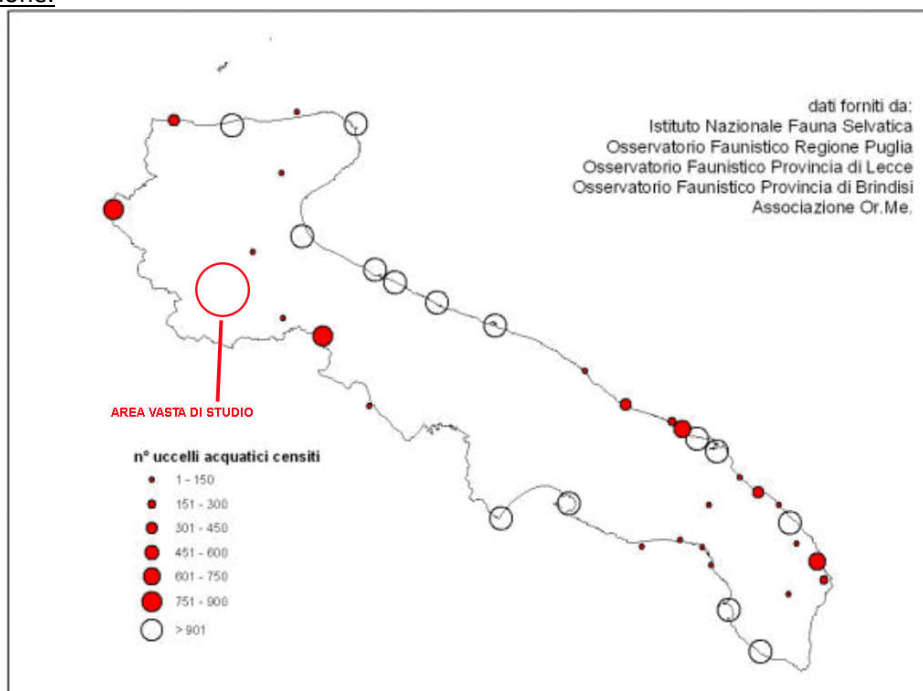 dati forniti da:
Istituto Nazionale Fauna Selvatica
Osservatorio Faunistico Regione Puglia
Osservatorio Faunistico Provincia di Lecce
Osservatorio Faunistico Provincia di Brindisi
Associazione Or.Me.
AREA VASTA DI STUDIO
n° uccelli acquatici censiti
1 - 150
151 - 300
301 - 450
451 - 600
601 - 750
751 - 900
> 901